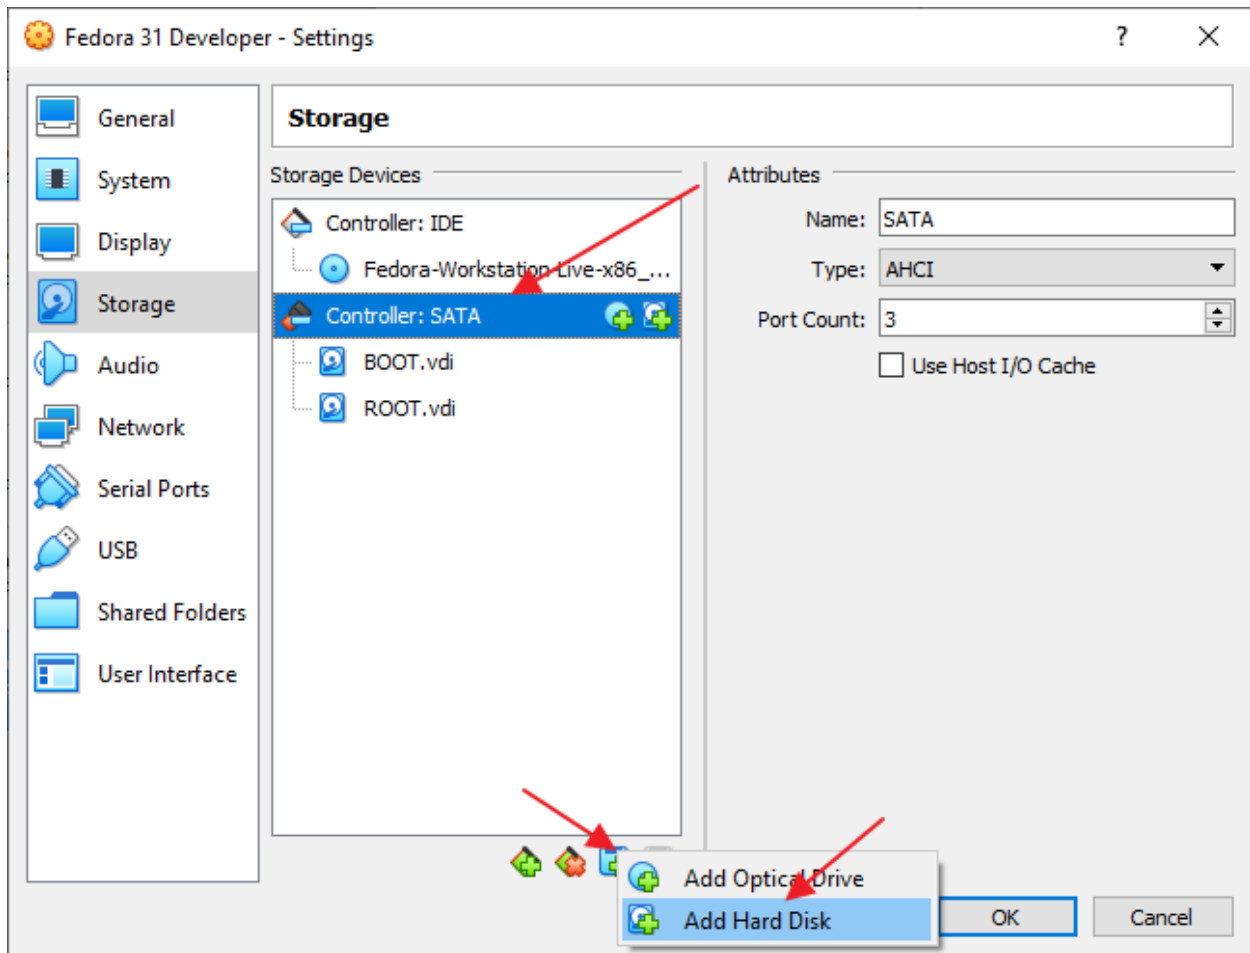 Fedora 31 Developer - Settings
?
General
System
Display
Storage
Audio
Network
Serial Ports
USB
Shared Folders
User Interface
Storage
Storage Devices
Controller: IDE
Fedora-Workstation-Live-x86_...
Controller: SATA
BOOT.vdi
ROOT.vdi
Attributes
Name: SATA
Type: AHCI
Port Count: 3
Use Host I/O Cache
Add Optical Drive
Add Hard Disk
OK
Cancel